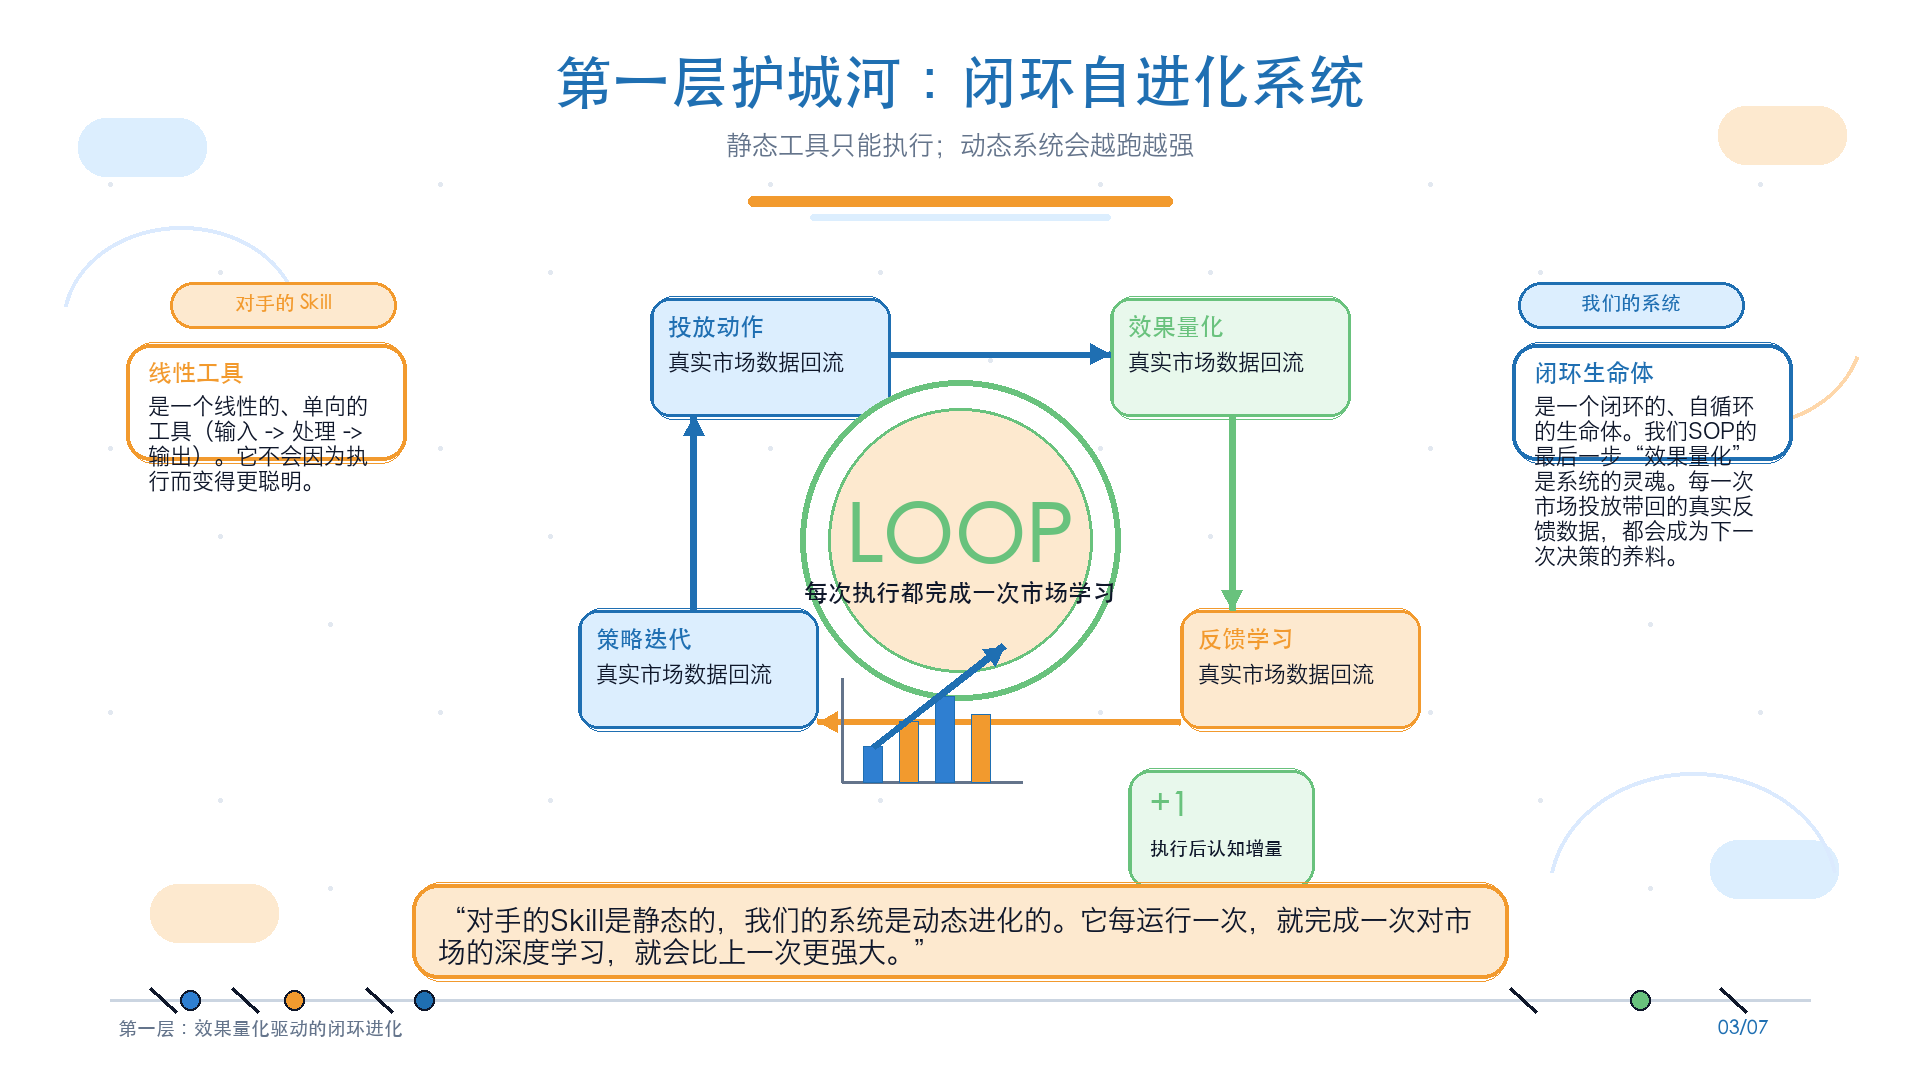 第一层护城河：闭环自进化系统
静态工具只能执行；动态系统会越跑越强
对手的 Skill
线性工具
是一个线性的、单向的
工具（输入 -> 处理 ->
输出）。它不会因为执
行而变得更聪明。
投放动作
真实市场数据回流
效果量化
真实市场数据回流
LOOP
每次执行都完成一次市场学习
策略迭代
真实市场数据回流
反馈学习
真实市场数据回流
我们的系统
闭环生命体
是一个闭环的、自循环
的生命体。我们SOP的
最后一步“效果量化”
是系统的灵魂。每一次
市场投放带回的真实反
馈数据，都会成为下一
次决策的养料。
+1
执行后认知增量
“对手的Skill是静态的，我们的系统是动态进化的。它每运行一次，就完成一次对市
场的深度学习，就会比上一次更强大。”
第一层：效果量化驱动的闭环进化
03/07